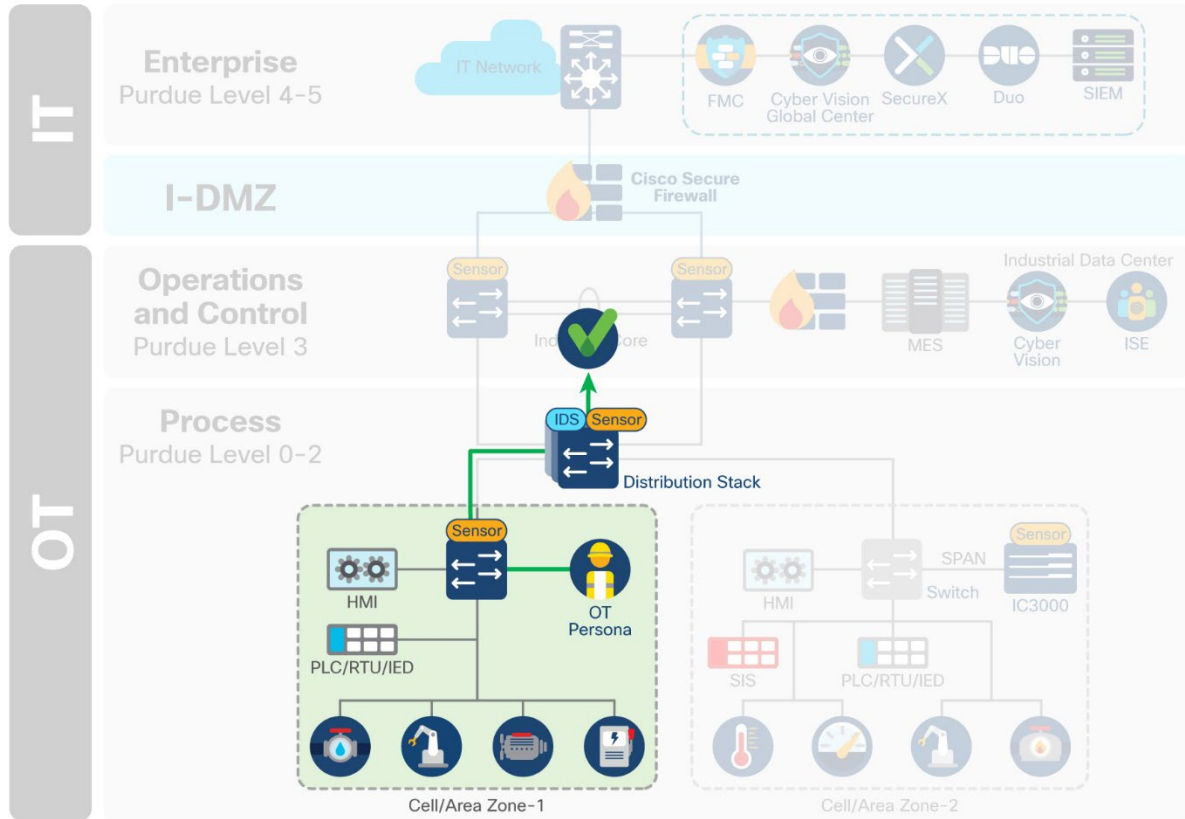 IT
Enterprise
Purdue Level 4-5
IT Network
FMC
Cyber Vision
Global Center
SecureX
Duo
SIEM
I-DMZ
Cisco Secure
Firewall
OT
Operations
and Control
Purdue Level 3
Sensor
Sensor
Industrial Data Center
MES
Cyber
Vision
ISE
Process
Purdue Level 0-2
IDS
Sensor
Distribution Stack
Sensor
HMI
OT
Persona
PLC/RTU/IED
Cell/Area Zone-1
Sensor
HMI
SPAN
Switch
IC3000
SIS
PLC/RTU/IED
Cell/Area Zone-2